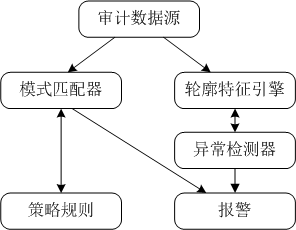 审计数据源
模式匹配器
轮廓特征引擎
异常检测器
策略规则
报警